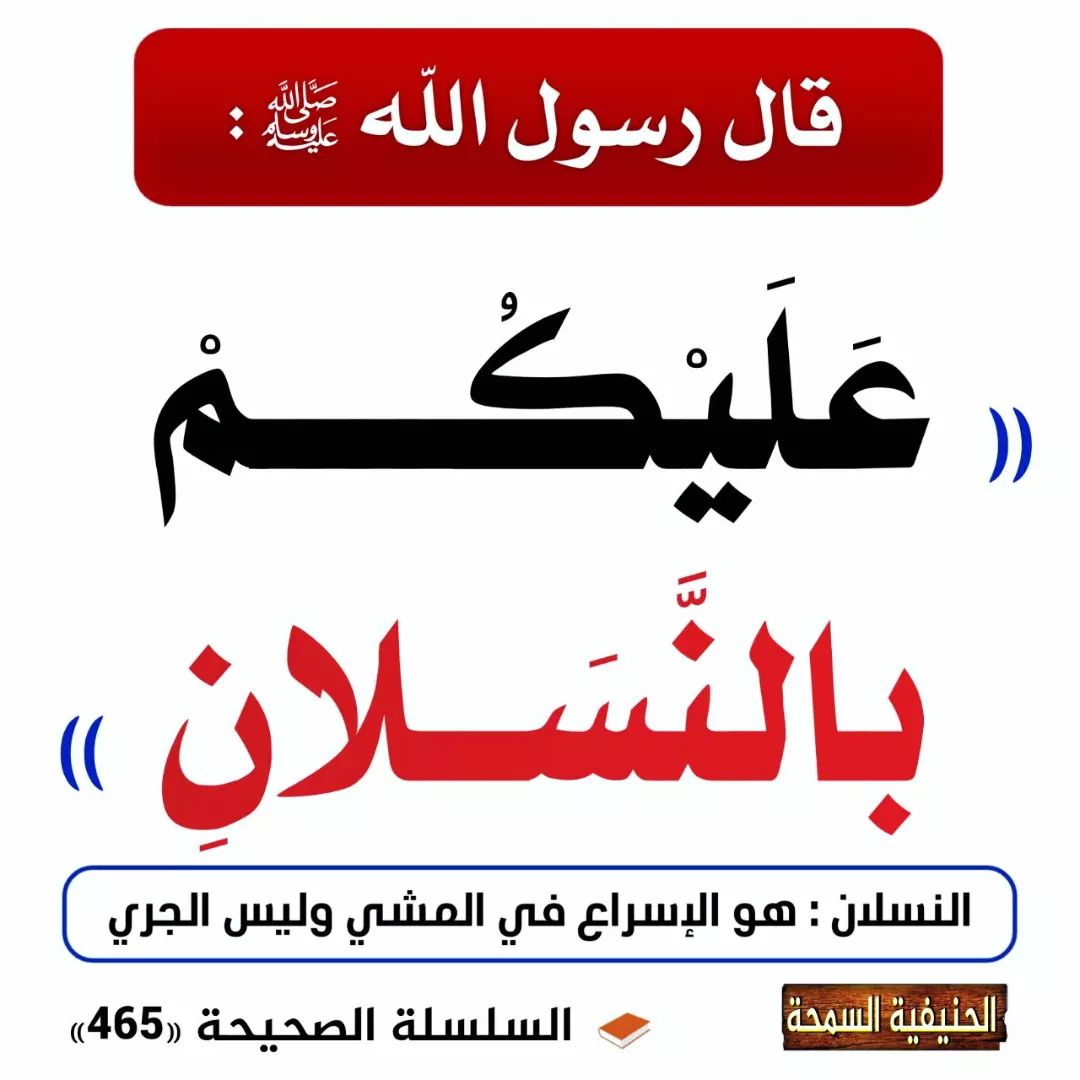 قال رسول الله ﷺ :
(( عَلَيْكُمْ
بالنَّسَلانِ ))
النسلان : هو الإسراع في المشي وليس الجري
الحنيفية السمحة
السلسلة الصحيحة ((465))